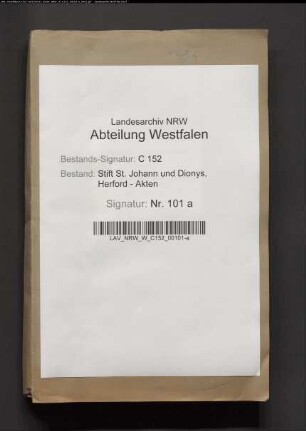 Landesarchiv NRW
Abteilung Westfalen
Bestands-Signatur: C 152
Bestand: Stift St. Johann und Dionys,
Herford - Akten
Signatur: Nr. 101 a
LAV_NRW_W_C152_00101-a